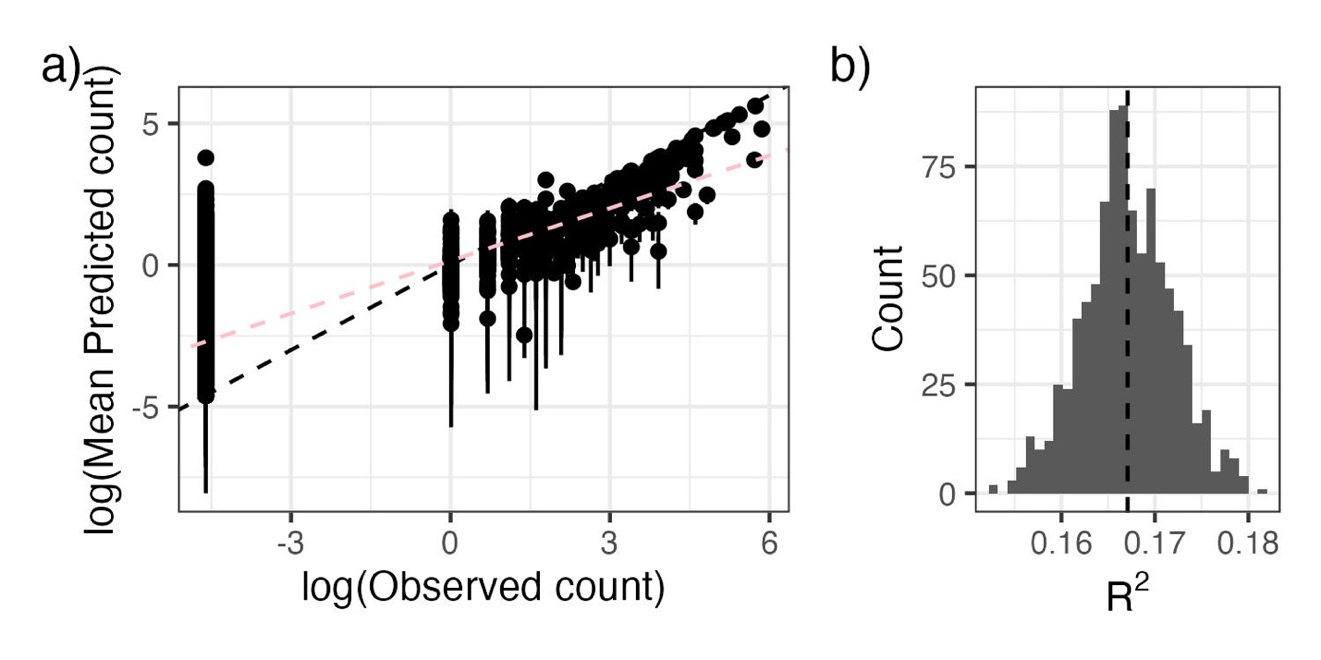 a)
log(Mean Predicted count)
5
0
-5
-3
0
3
6
log(Observed count)
b)
Count
75
50
25
0
0.16
0.17
0.18
R²